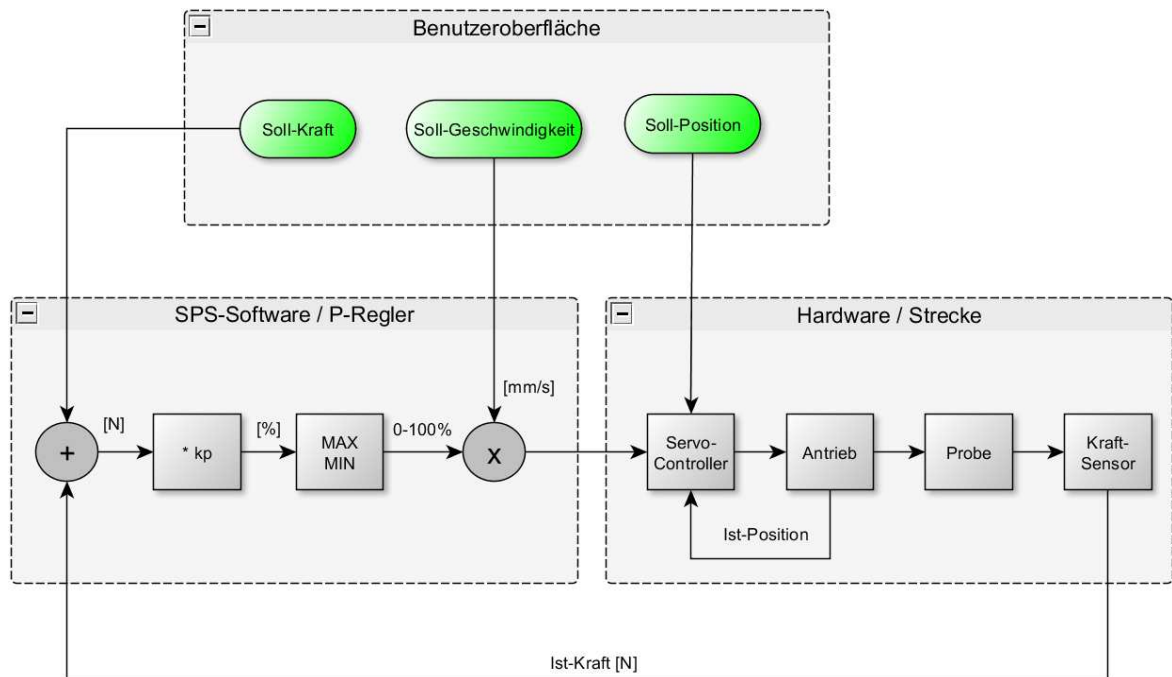 Benutzeroberfläche
Soll-Kraft
Soll-Geschwindigkeit
Soll-Position
SPS-Software / P-Regler
Hardware / Strecke
[mm/s]
[N]
[%]
0-100%
+
* kp
MAX
MIN
x
Servo-
Controller
Antrieb
Probe
Kraft-
Sensor
Ist-Position
Ist-Kraft [N]